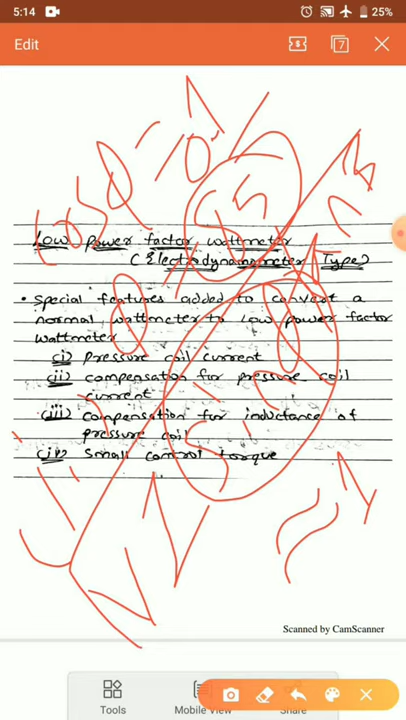 5:14
25%
Edit
7
Low power factor wattmeter
( Electrodynamometer Type)
• Special features added to convert a
normal wattmeter to low power factor
wattmeter
(i) Pressure coil current
(ii) compensation for pressure coil
current
(iii) compensation for inductance of
pressure coil
(iv) small control torque
Scanned by CamScanner
Tools
Mobile View
Share